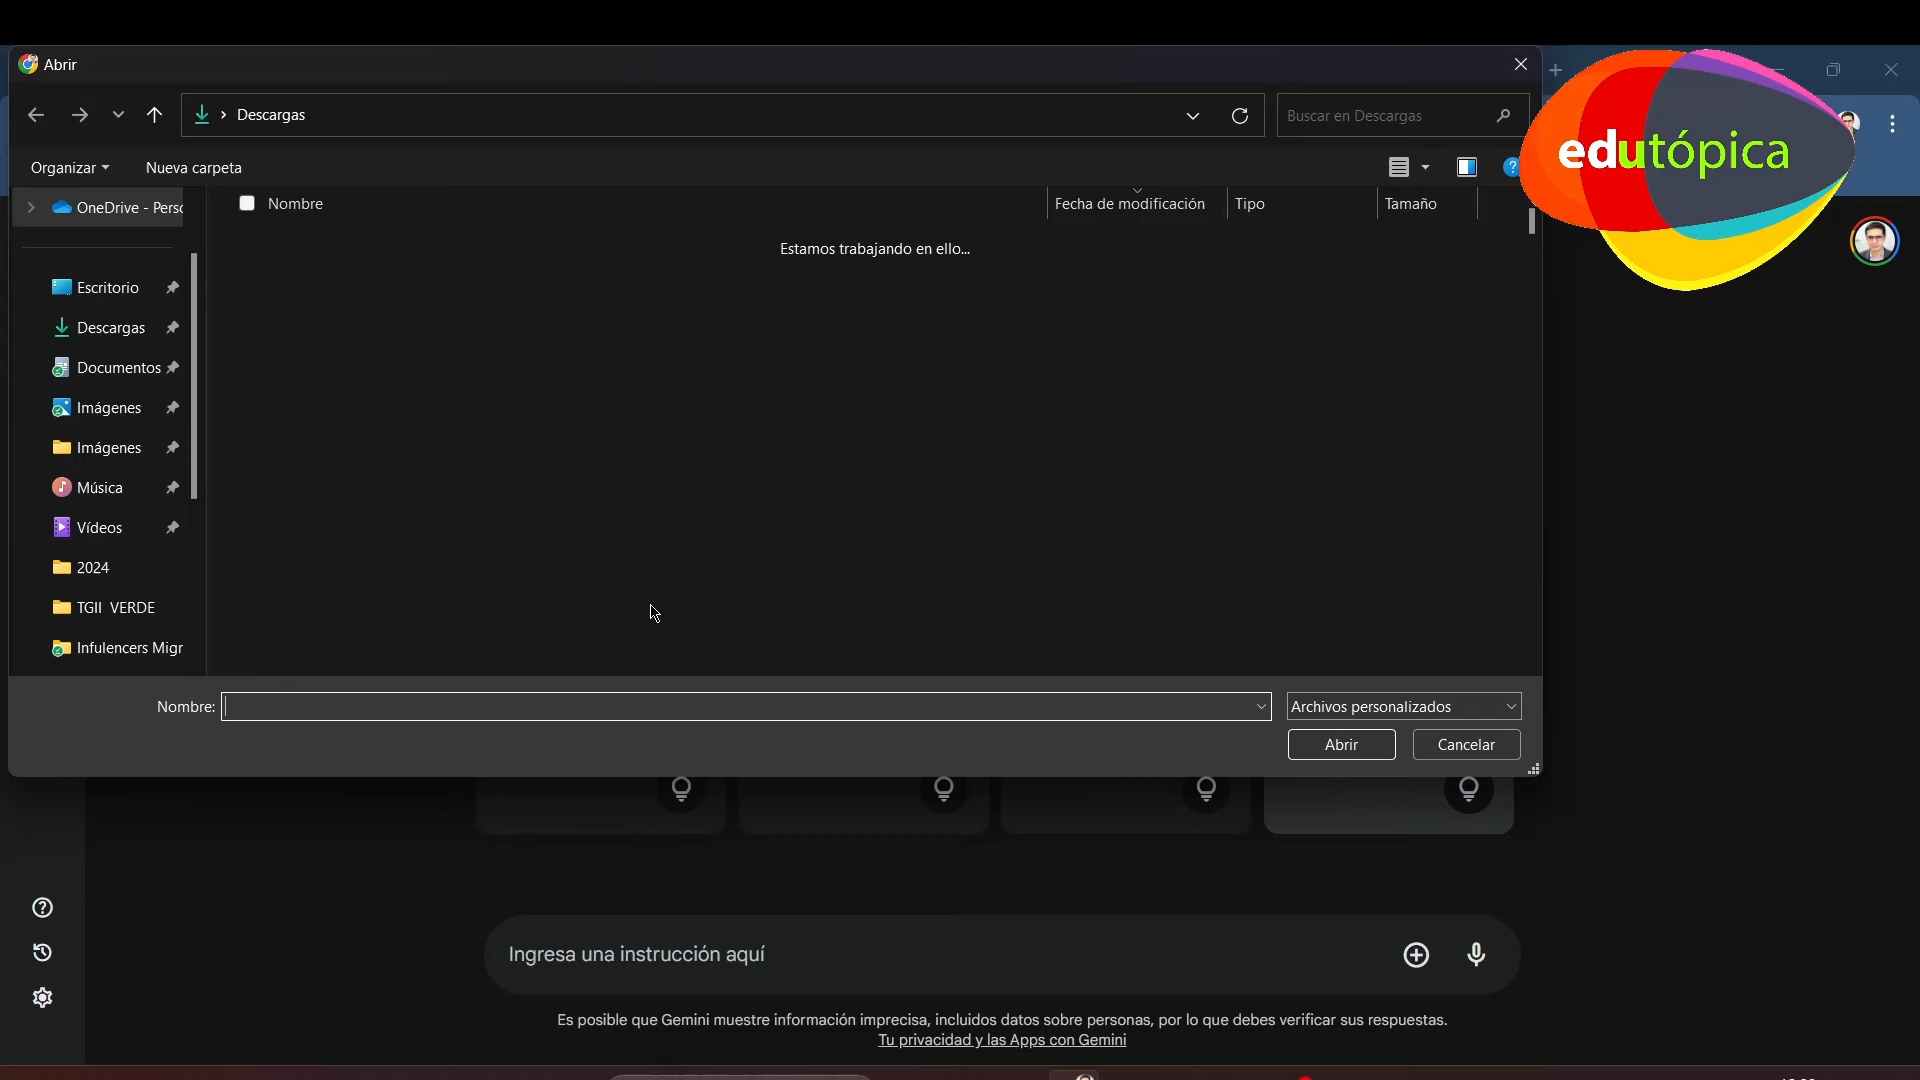 Abrir
Descargas
Buscar en Descargas
edutópica
Organizar
Nueva carpeta
OneDrive - Perso
Nombre
Fecha de modificación
Tipo
Tamaño
Estamos trabajando en ello...
Escritorio
Descargas
Documentos
Imágenes
Imágenes
Música
Vídeos
2024
TGII VERDE
Infulencers Migr
Nombre:
Archivos personalizados
Abrir
Cancelar
Ingresa una instrucción aquí
Es posible que Gemini muestre información imprecisa, incluidos datos sobre personas, por lo que debes verificar sus respuestas.
Tu privacidad y las Apps con Gemini